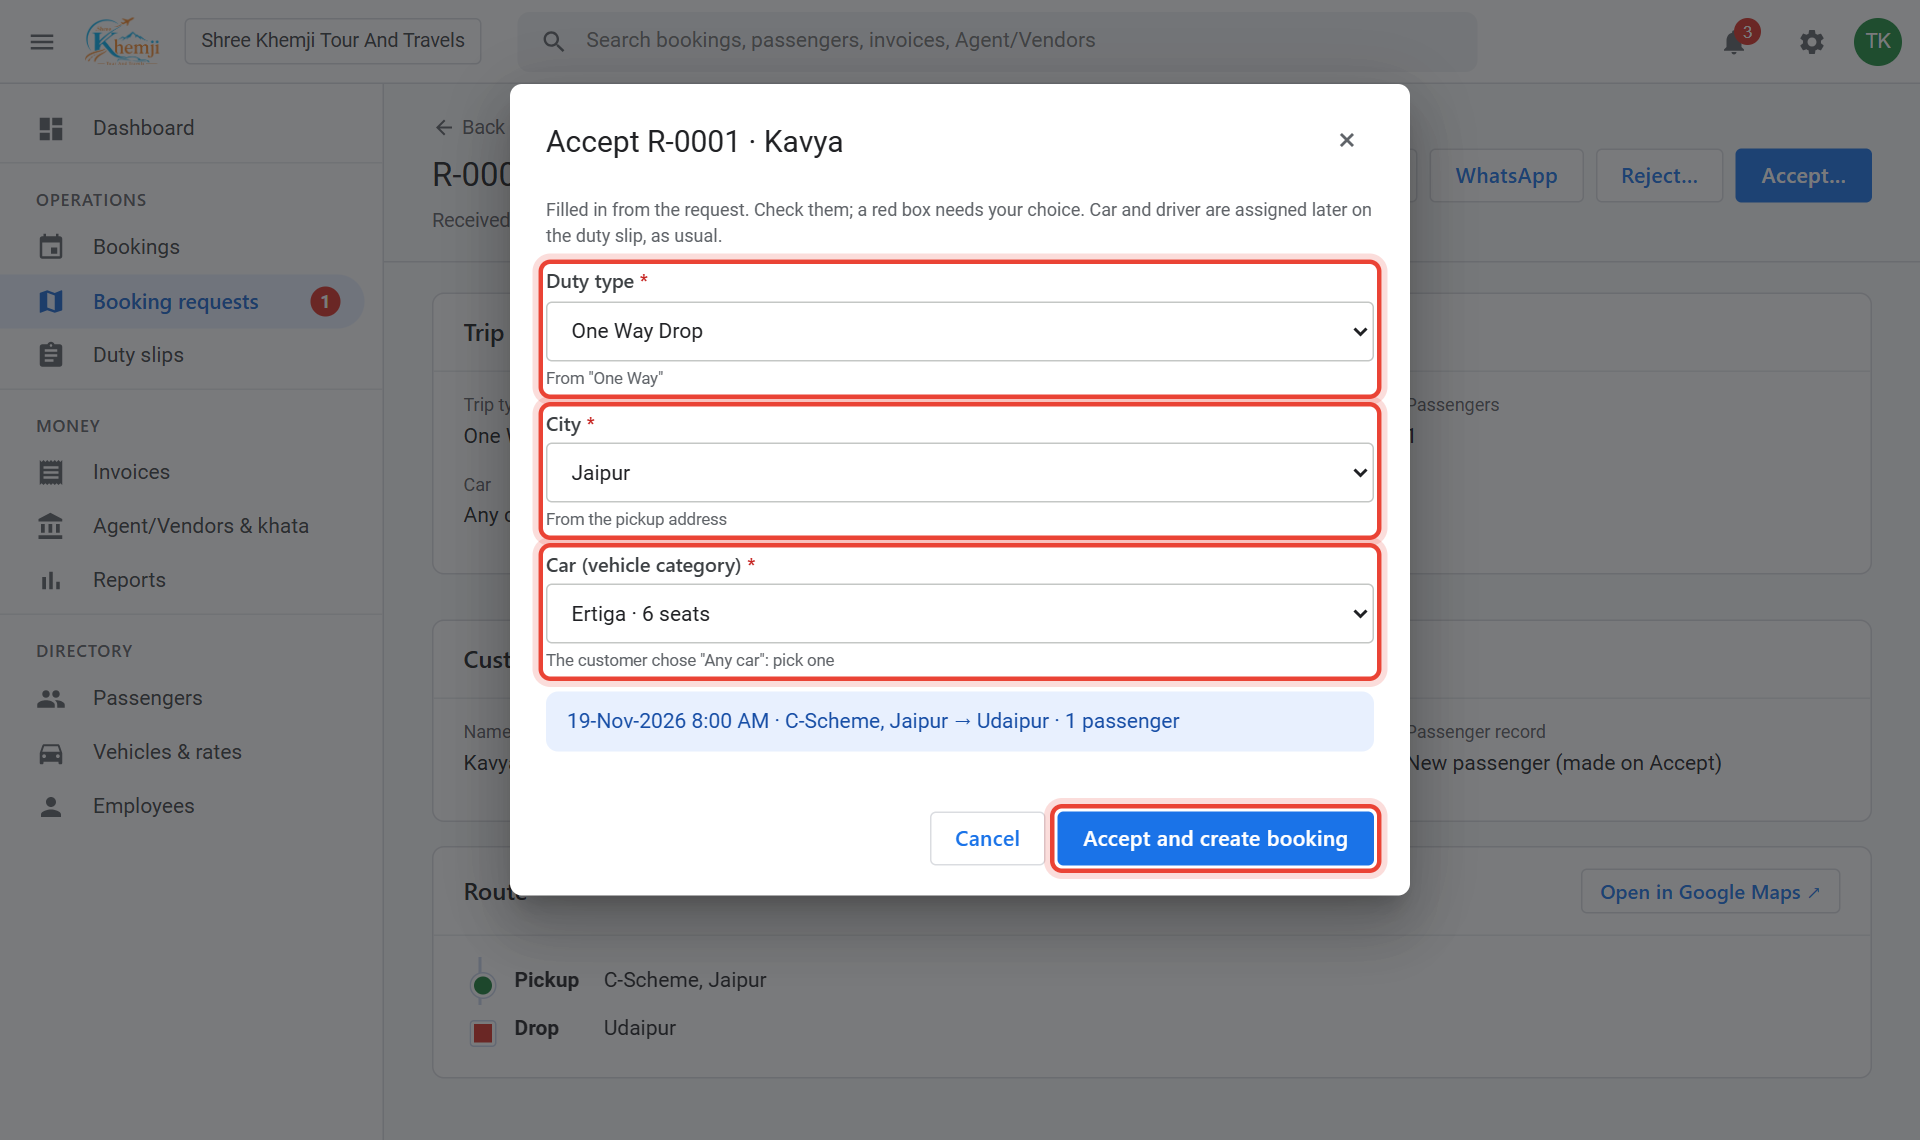 Khemji
Shree Khemji Tour And Travels
Search bookings, passengers, invoices, Agent/Vendors
3
TK
Dashboard
OPERATIONS
Bookings
Booking requests
1
Duty slips
MONEY
Invoices
Agent/Vendors & khata
Reports
DIRECTORY
Passengers
Vehicles & rates
Employees
Back
R-000
Received
WhatsApp
Reject...
Accept...
Trip
Trip ty
One
Car
Any
Passengers
1
Cust
Name
Kavy
Passenger record
New passenger (made on Accept)
Route
Open in Google Maps ↗
Pickup C-Scheme, Jaipur
Drop Udaipur
Accept R-0001 · Kavya
×
Filled in from the request. Check them; a red box needs your choice. Car and driver are assigned later on
the duty slip, as usual.
Duty type *
One Way Drop
From "One Way"
City *
Jaipur
From the pickup address
Car (vehicle category) *
Ertiga · 6 seats
The customer chose "Any car": pick one
19-Nov-2026 8:00 AM · C-Scheme, Jaipur → Udaipur · 1 passenger
Cancel
Accept and create booking